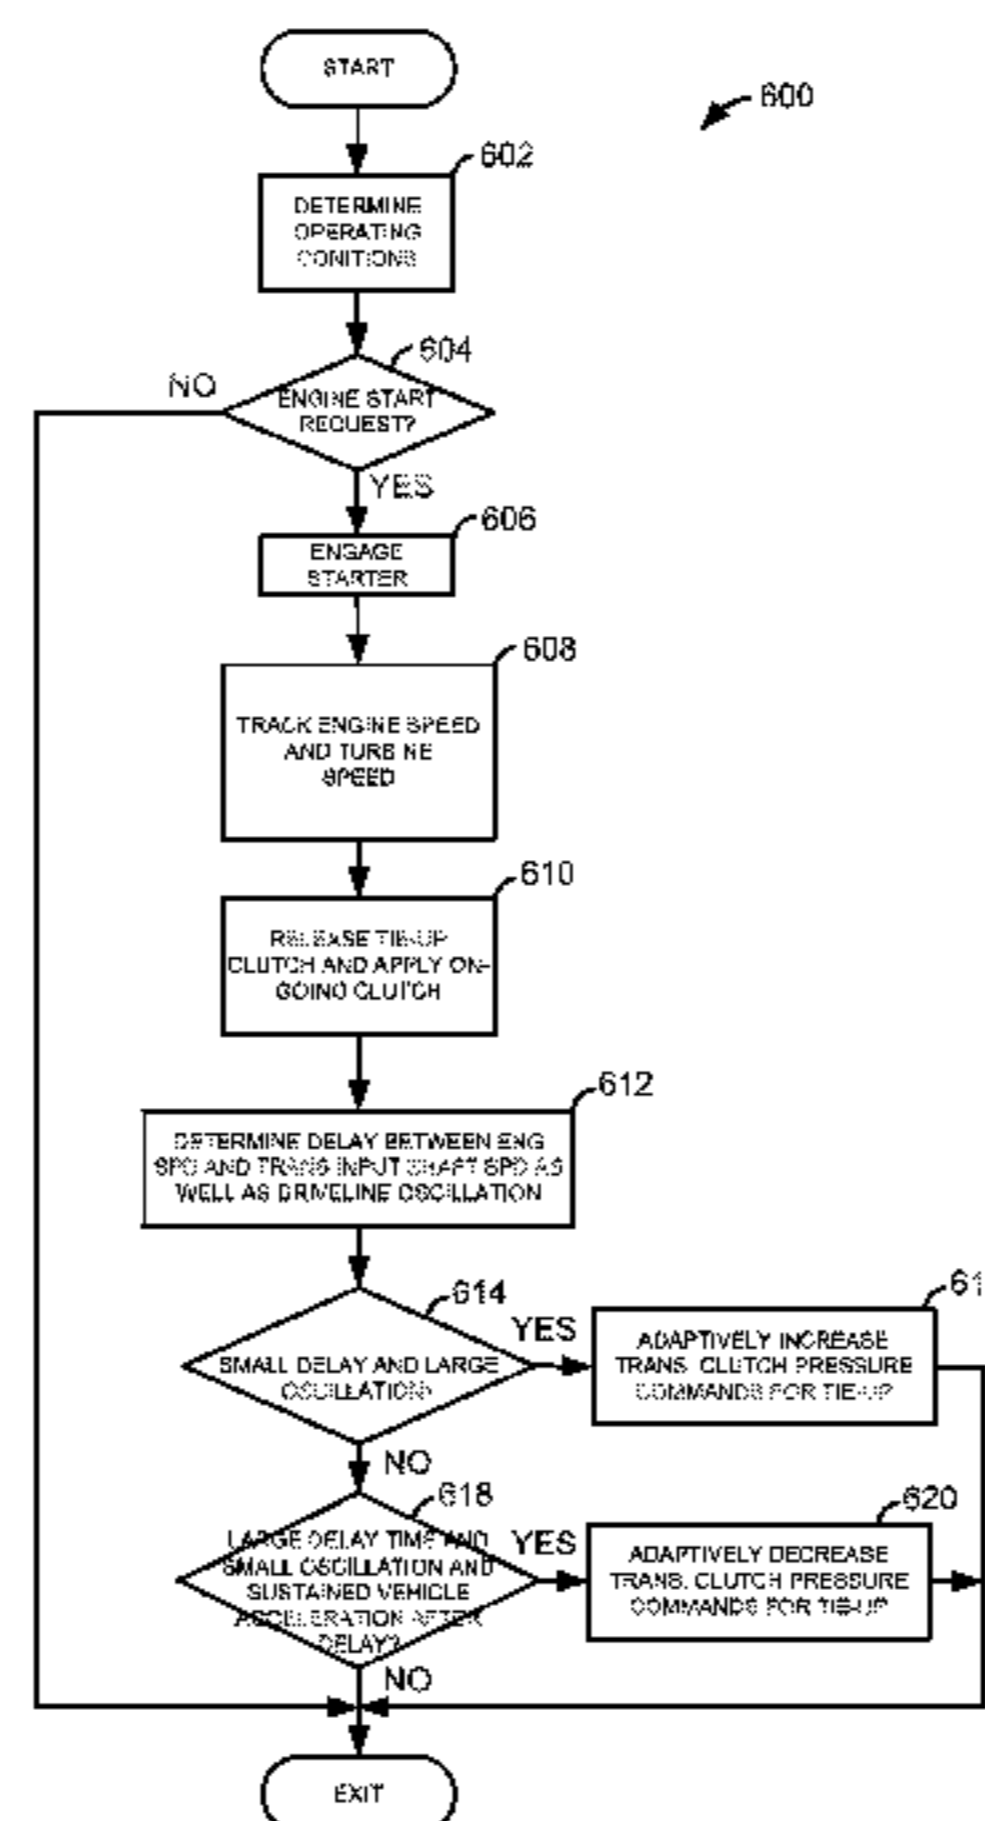 START
600
602
DETERMINE
OPERATING
CONITIONS
604
NO
ENGINE START
REQUEST?
YES
606
ENGAGE
STARTER
608
TRACK ENGINE SPEED
AND TURBINE
SPEED
610
RELEASE TIE-UP
CLUTCH AND APPLY ON-
GOING CLUTCH
612
DETERMINE DELAY BETWEEN ENG
SPD AND TRANS INPUT SHAFT SPD AS
WELL AS DRIVELINE OSCILLATION
614
YES
SMALL DELAY AND LARGE
OSCILLATION?
61
ADAPTIVELY INCREASE
TRANS. CLUTCH PRESSURE
COMMANDS FOR TIE-UP
NO
618
YES
LARGE DELAY TIME AND
SMALL OSCILLATION AND
SUSTAINED VEHICLE
ACCELERATION AFTER
DELAY?
620
ADAPTIVELY DECREASE
TRANS. CLUTCH PRESSURE
COMMANDS FOR TIE-UP
NO
EXIT